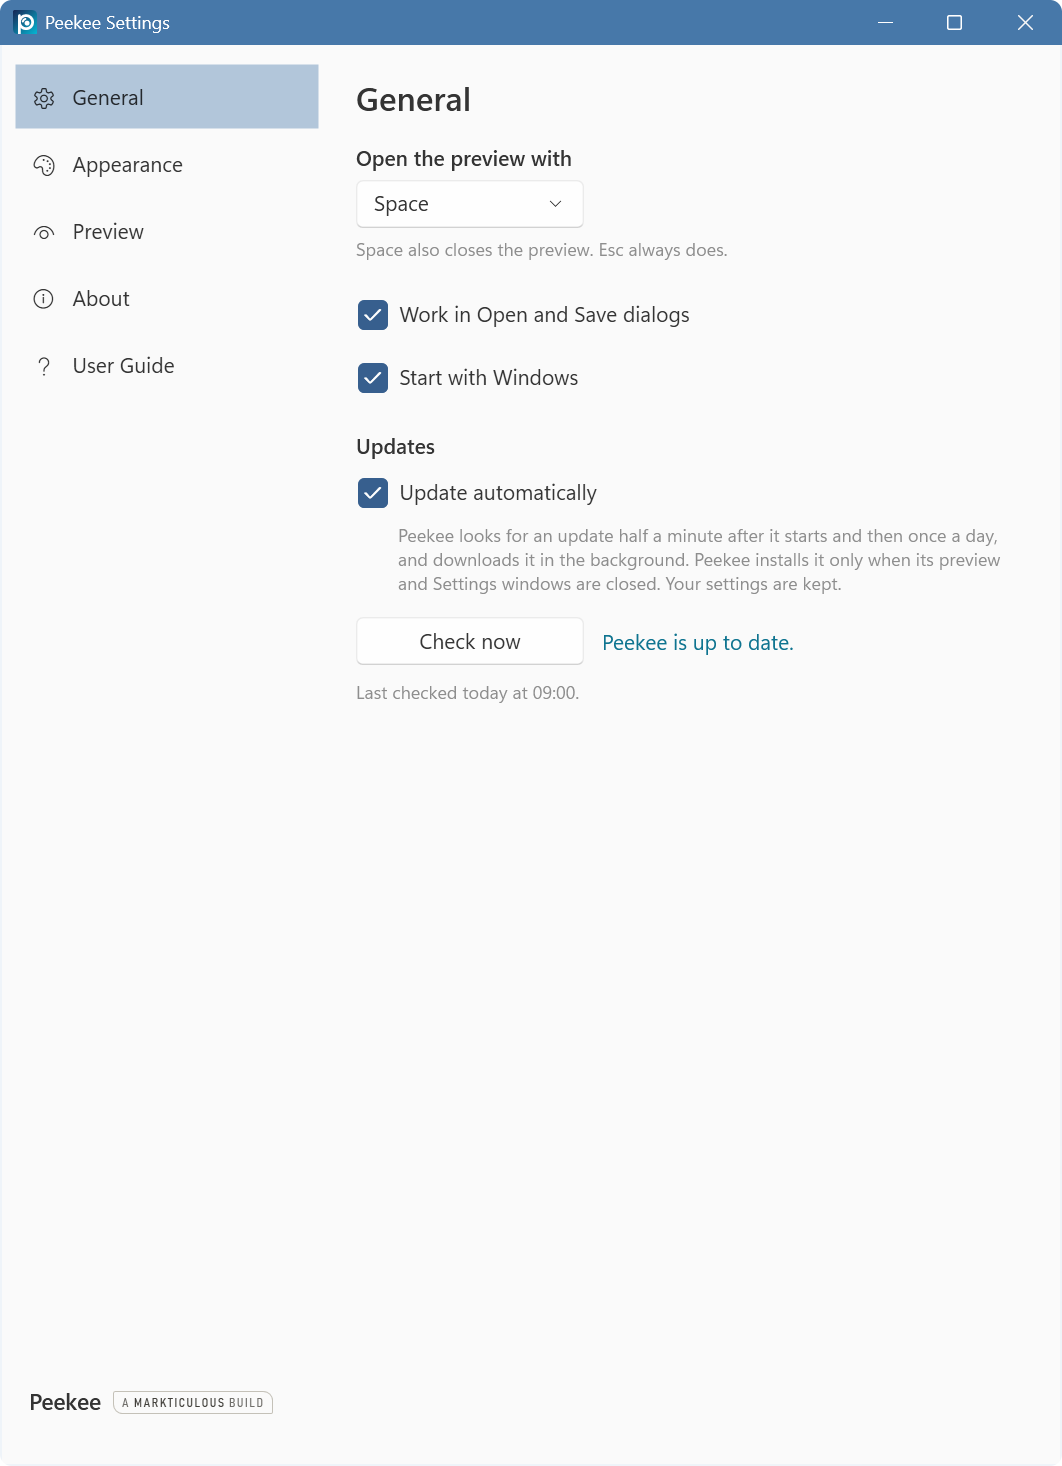 Peekee Settings
General
Appearance
Preview
About
? User Guide
General
Open the preview with
Space
Space also closes the preview. Esc always does.
Work in Open and Save dialogs
Start with Windows
Updates
Update automatically
Peekee looks for an update half a minute after it starts and then once a day,
and downloads it in the background. Peekee installs it only when its preview
and Settings windows are closed. Your settings are kept.
Check now
Peekee is up to date.
Last checked today at 09:00.
Peekee
A MARKTICULOUS BUILD